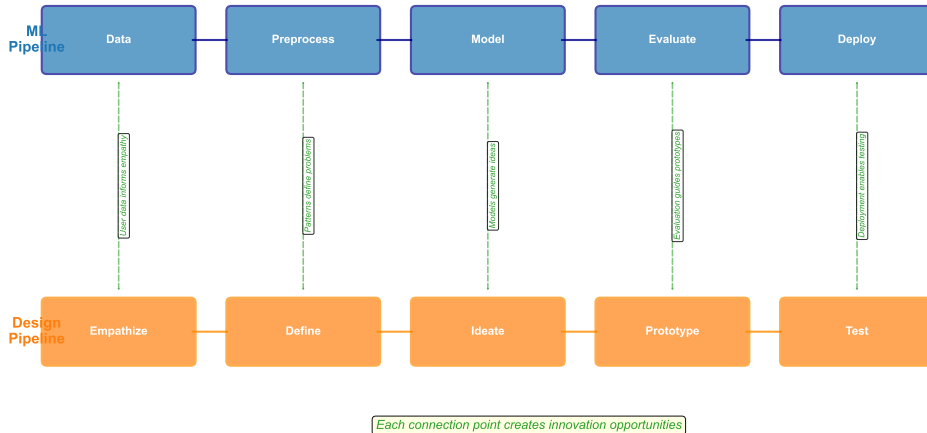 ML
Pipeline
Data
Preprocess
Model
Evaluate
Deploy
User data informs empathy
Patterns define problems
Models generate ideas
Evaluation guides prototypes
Deployment enables testing
Design
Pipeline
Empathize
Define
Ideate
Prototype
Test
Each connection point creates innovation opportunities